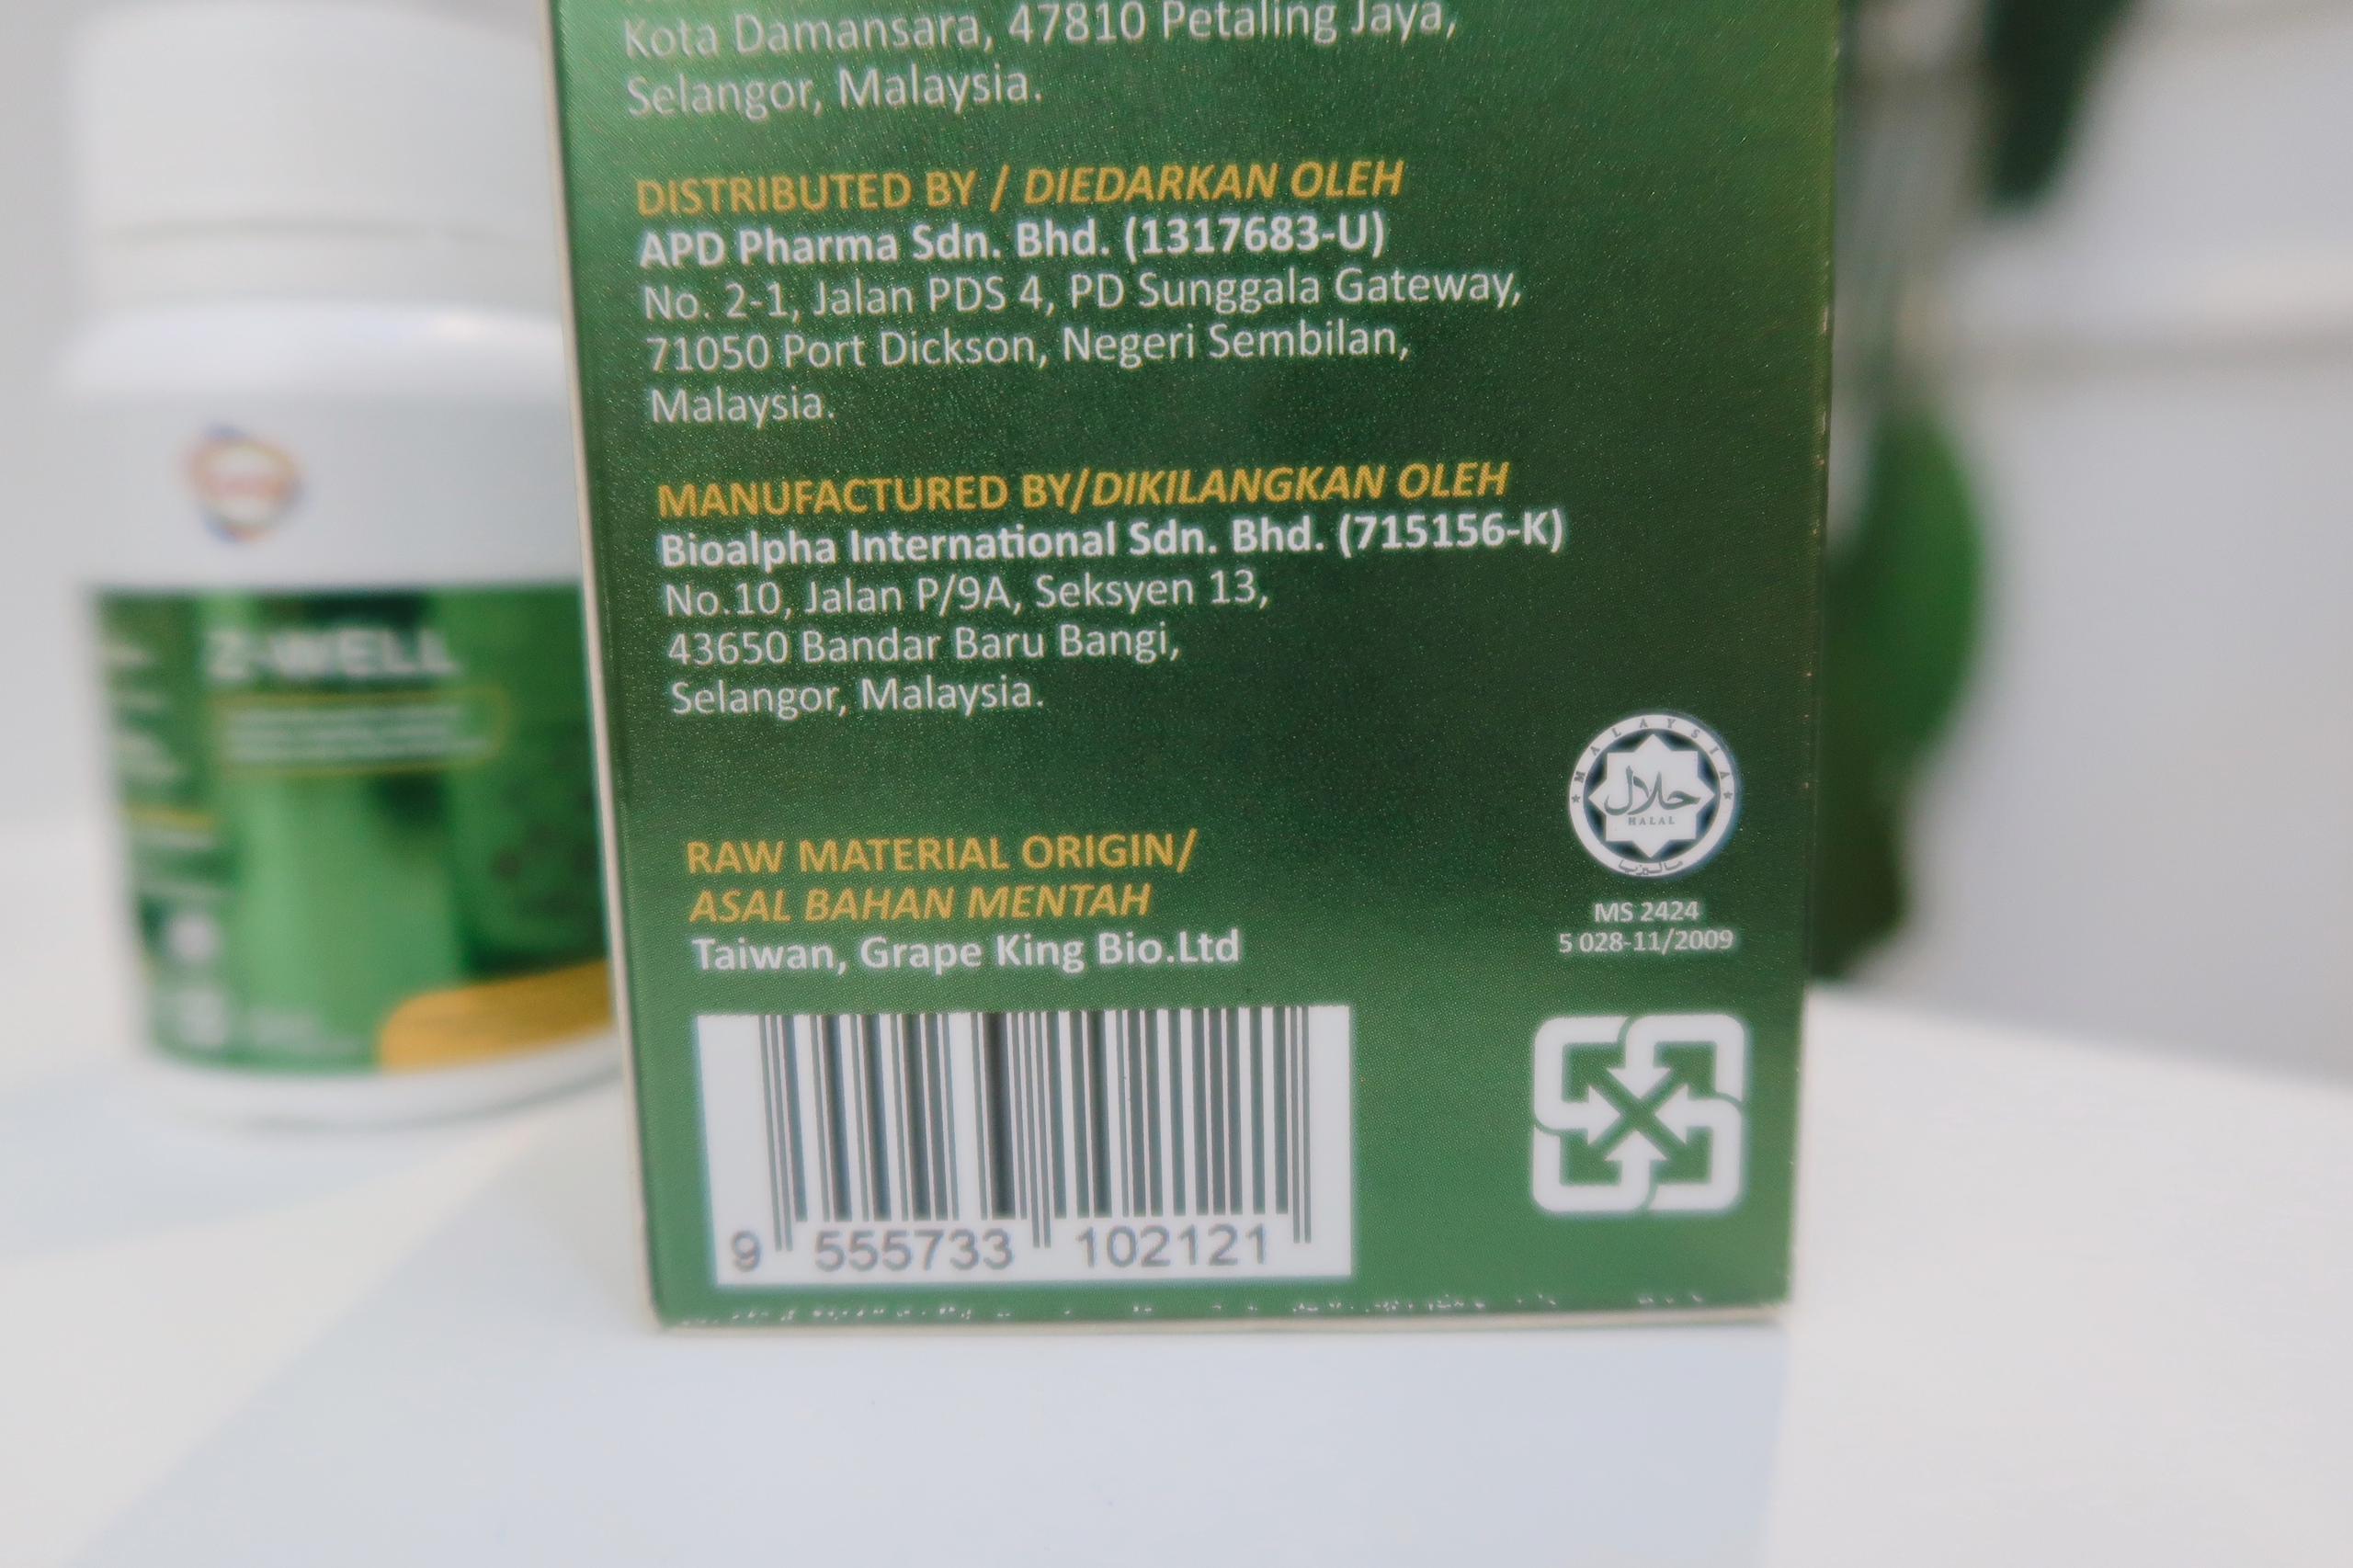 Kota Damansara, 47810 Petaling Jaya,
Selangor, Malaysia.
DISTRIBUTED BY / DIEDARKAN OLEH
APD Pharma Sdn. Bhd. (1317683-U)
No. 2-1, Jalan PDS 4, PD Sunggala Gateway,
71050 Port Dickson, Negeri Sembilan,
Malaysia.
MANUFACTURED BY/DIKILANGKAN OLEH
Bioalpha International Sdn. Bhd. (715156-K)
No.10, Jalan P/9A, Seksyen 13,
43650 Bandar Baru Bangi,
Selangor, Malaysia.
MALAYSIA
حلال
HALAL
مليسيا
MS 2424
5 028-11/2009
RAW MATERIAL ORIGIN/
ASAL BAHAN MENTAH
Taiwan, Grape King Bio.Ltd
9 555733 102121
Z-WELL